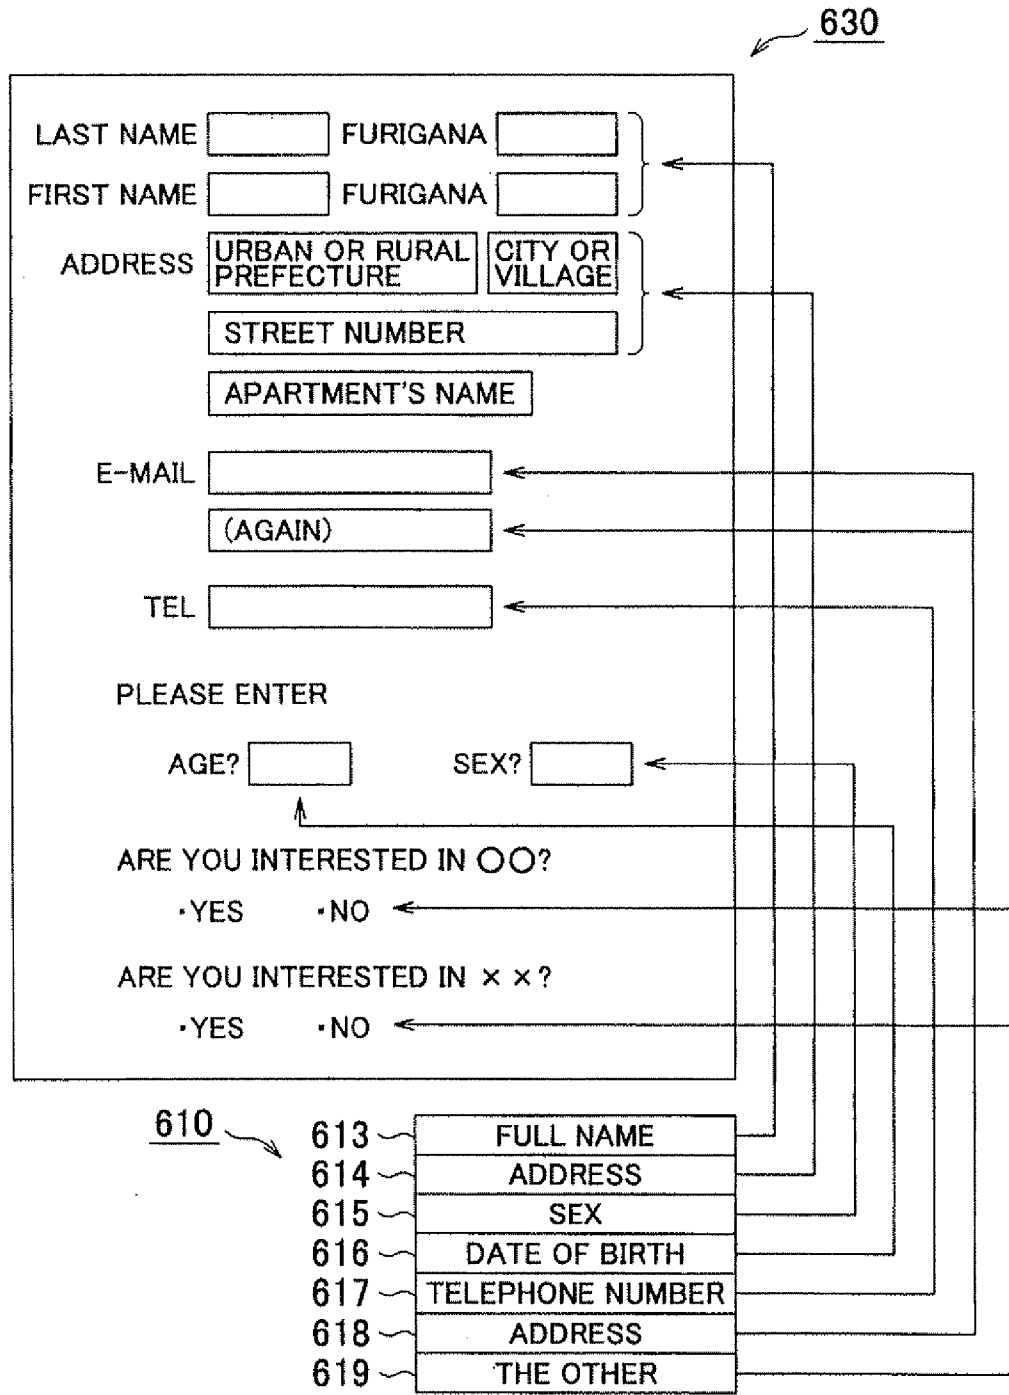 630
LAST NAME FURIGANA
FIRST NAME FURIGANA
ADDRESS URBAN OR RURAL PREFECTURE CITY OR VILLAGE
STREET NUMBER
APARTMENT'S NAME
E-MAIL
(AGAIN)
TEL
PLEASE ENTER
AGE? SEX?
ARE YOU INTERESTED IN ○○?
・YES ・NO
ARE YOU INTERESTED IN × ×?
・YES ・NO
610
613 FULL NAME
614 ADDRESS
615 SEX
616 DATE OF BIRTH
617 TELEPHONE NUMBER
618 ADDRESS
619 THE OTHER